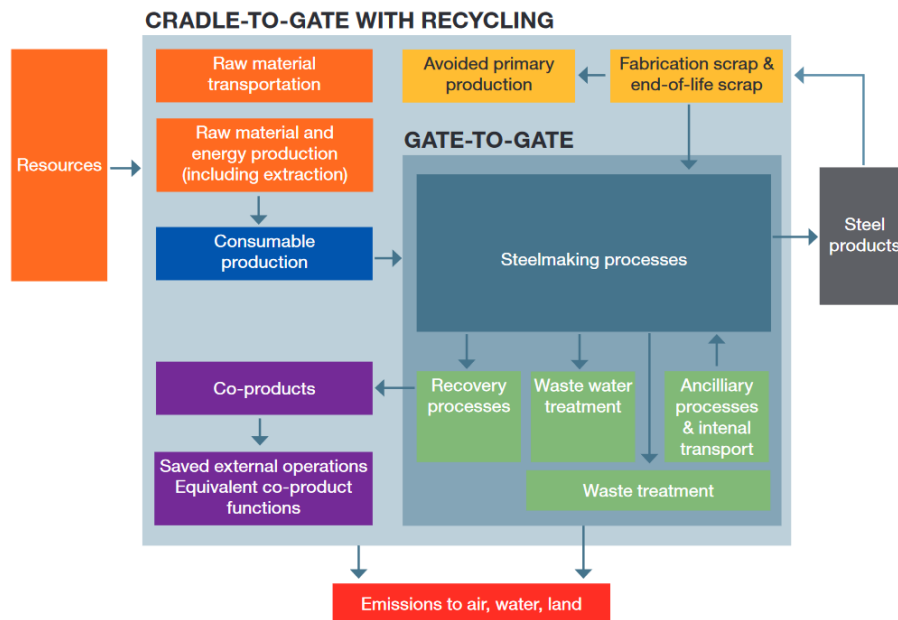 CRADLE-TO-GATE WITH RECYCLING
Resources
Raw material
transportation
Raw material and
energy production
(including extraction)
Consumable
production
Avoided primary
production
Fabrication scrap &
end-of-life scrap
GATE-TO-GATE
Steelmaking processes
Steel
products
Co-products
Saved external operations
Equivalent co-product
functions
Recovery
processes
Waste water
treatment
Ancilliary
processes
& intenal
transport
Waste treatment
Emissions to air, water, land